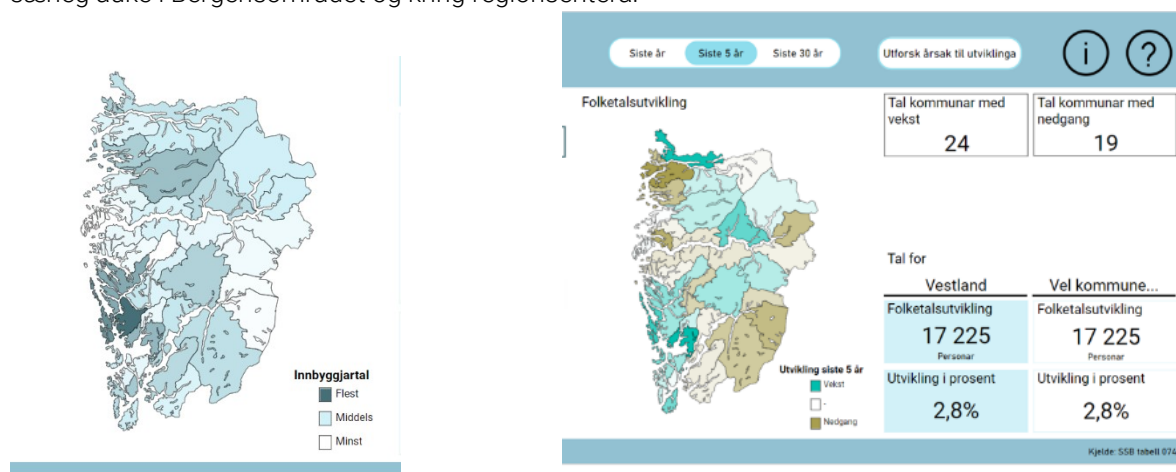 Innbyggjartal
Flest
Middels
Minst
Siste år
Siste 5 år
Siste 30 år
Utforsk årsak til utviklinga
i
?
Folketalsutvikling
Tal kommunar med
vekst
24
Tal kommunar med
nedgang
19
Tal for
Vestland
Vel kommune...
Folketalsutvikling
17 225
Personar
Folketalsutvikling
17 225
Personar
Utvikling i prosent
2,8%
Utvikling i prosent
2,8%
Utvikling siste 5 år
Vekst
-
Nedgang
Kjelde: SSB tabell 074